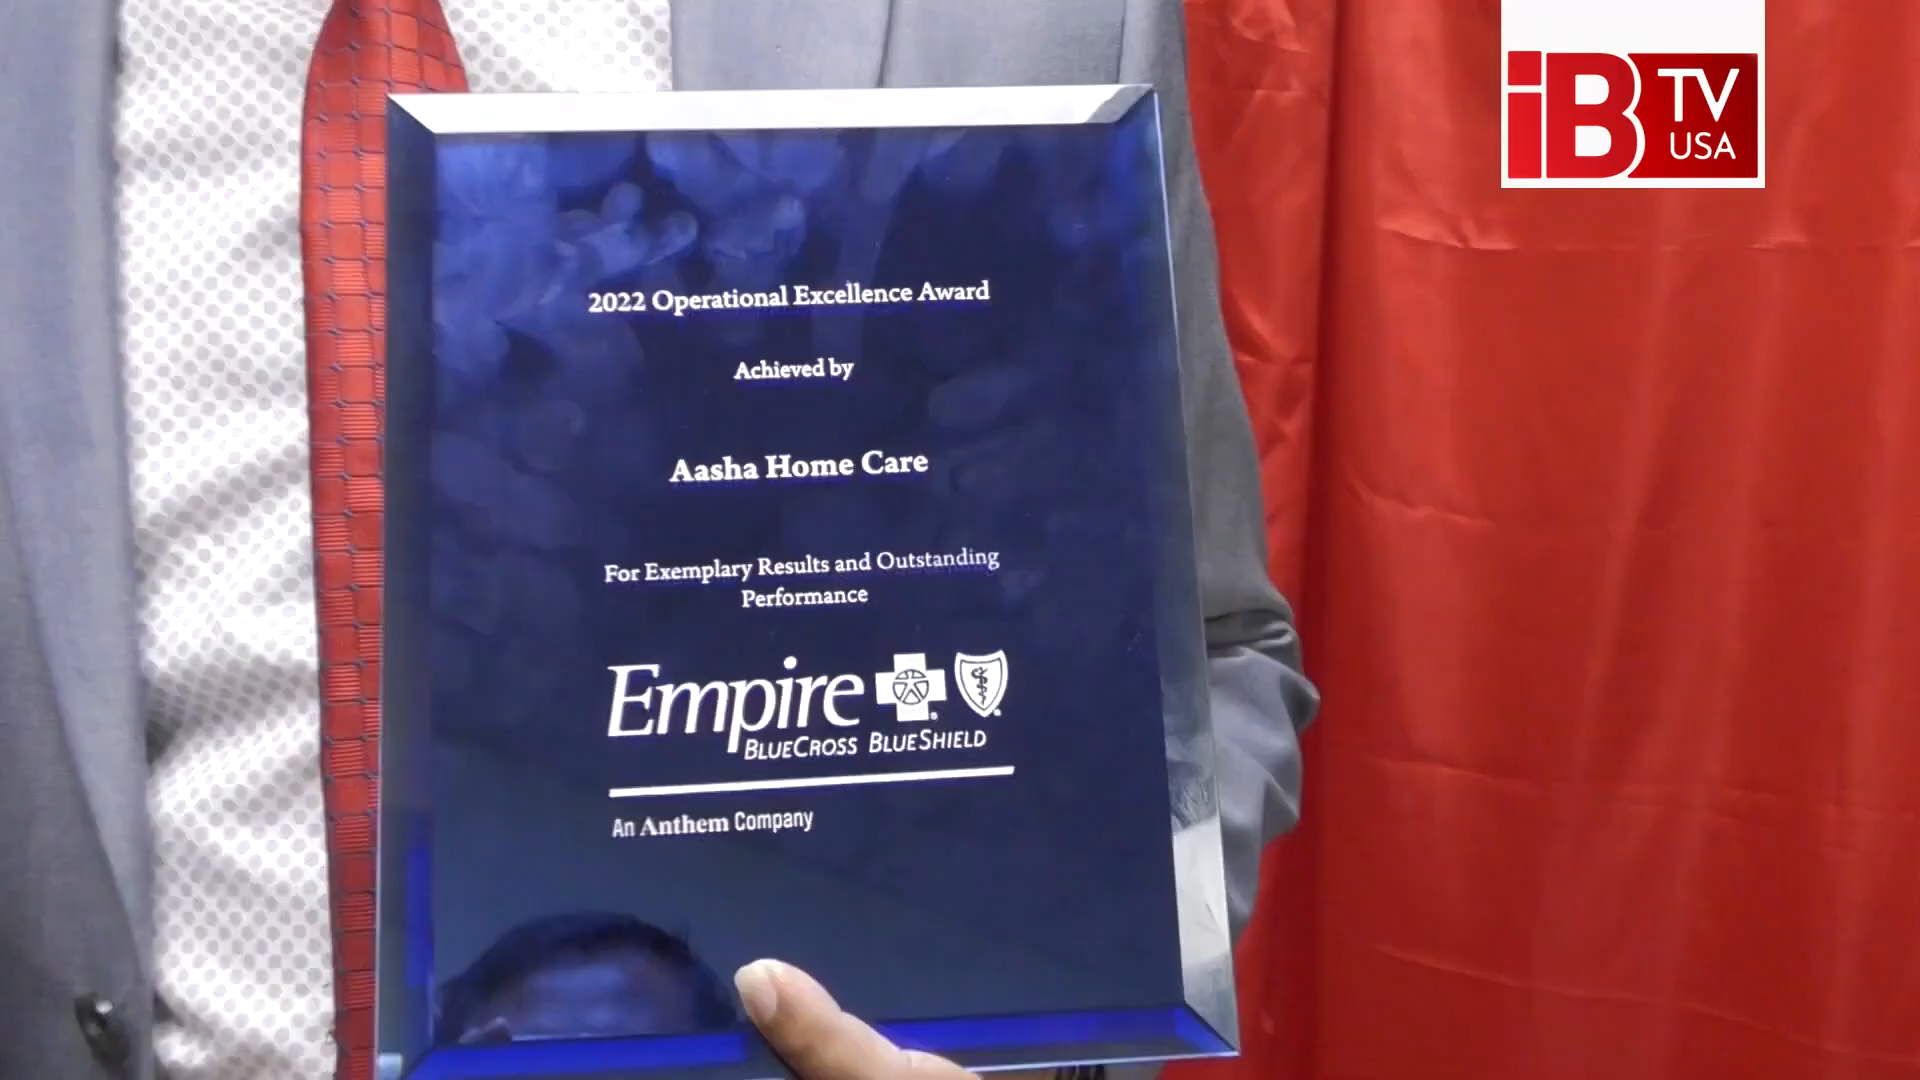 iB TV
USA
2022 Operational Excellence Award
Achieved by
Aasha Home Care
For Exemplary Results and Outstanding
Performance
Empire
BLUECROSS BLUESHIELD
An Anthem Company